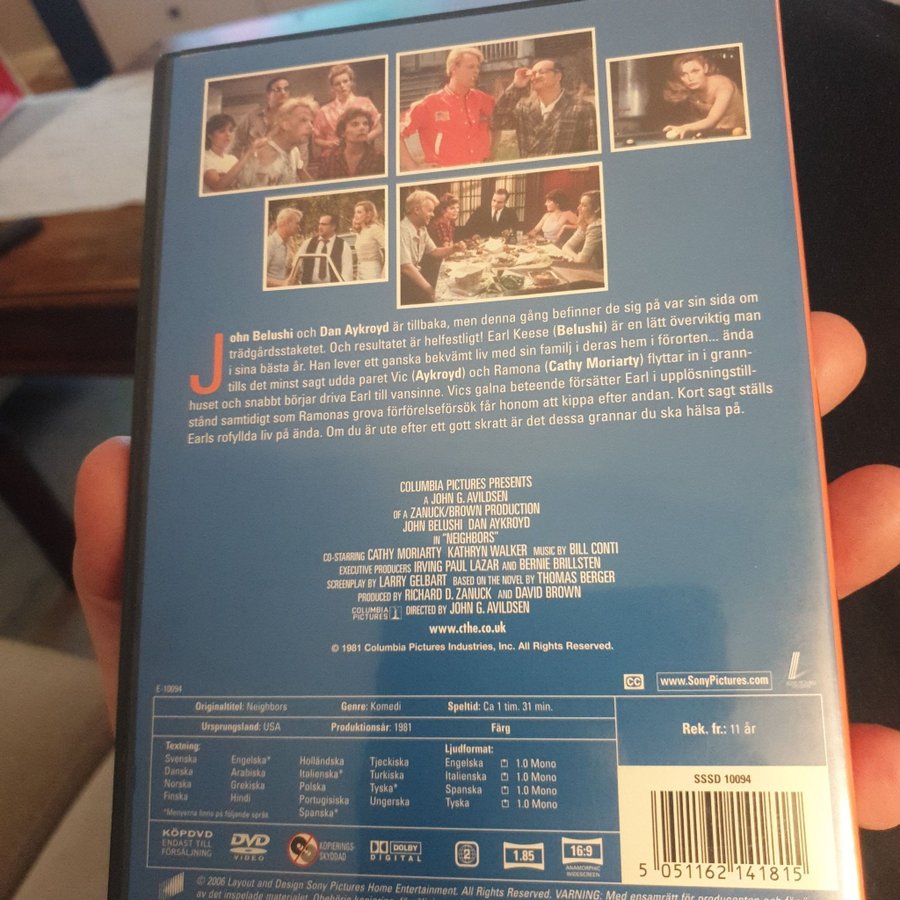 John Belushi och Dan Aykroyd är tillbaka, men denna gång befinner de sig på var sin sida om
trädgårdsstaketet. Och resultatet är helfestligt! Earl Keese (Belushi) är en lätt överviktig man
i sina bästa år. Han lever ett ganska bekvämt liv med sin familj i deras hem i förorten... ända
tills det minst sagt udda paret Vic (Aykroyd) och Ramona (Cathy Moriarty) flyttar in i grann-
huset och snabbt börjar driva Earl till vansinne. Vics galna beteende försätter Earl i upplösningstill-
stånd samtidigt som Ramonas grova förförelseförsök får honom att kippa efter andan. Kort sagt ställs
Earls rofyllda liv på ända. Om du är ute efter ett gott skratt är det dessa grannar du ska hälsa på.
COLUMBIA PICTURES PRESENTS
A JOHN G. AVILDSEN
OF A ZANUCK/BROWN PRODUCTION
JOHN BELUSHI DAN AYKROYD
IN "NEIGHBORS"
CO-STARRING CATHY MORIARTY KATHRYN WALKER MUSIC BY BILL CONTI
EXECUTIVE PRODUCERS IRVING PAUL LAZAR AND BERNIE BRILLSTEN
SCREENPLAY BY LARRY GELBART BASED ON THE NOVEL BY THOMAS BERGER
PRODUCED BY RICHARD D. ZANUCK AND DAVID BROWN
COLUMBIA PICTURES DIRECTED BY JOHN G. AVILDSEN
www.cthe.co.uk
© 1981 Columbia Pictures Industries, Inc. All Rights Reserved.
CC www.SonyPictures.com
E-10094
Originaltitel: Neighbors Genre: Komedi Speltid: Ca 1 tim. 31 min.
Ursprungsland: USA Produktionsår: 1981 Färg
Rek. fr.: 11 år
Textning:
Svenska Engelska* Holländska Tjeckiska
Danska Arabiska Italienska* Turkiska
Norska Grekiska Polska Tyska*
Finska Hindi Portugisiska Ungerska
Spanska*
*Menyerna finns på följande språk.
Ljudformat:
Engelska 1.0 Mono
Italienska 1.0 Mono
Spanska 1.0 Mono
Tyska 1.0 Mono
SSSD 10094
5 051162 141815
KÖPDVD
ENDAST TILL
FÖRSÄLJNING
DVD
VIDEO
KOPIERINGS-
SKYDDAD
DOLBY
DIGITAL
2
1.85
16:9
ANAMORPHIC
WIDESCREEN
© 2006 Layout and Design Sony Pictures Home Entertainment. All Rights Reserved. VARNING: Med ensamrätt för producenten och
av det inspelade materialet.